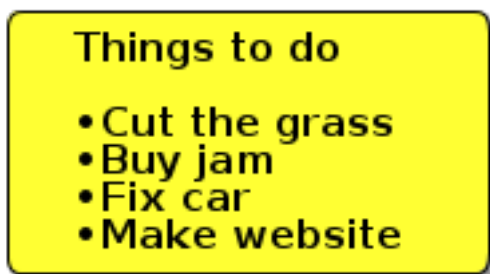 Things to do
•Cut the grass
•Buy jam
•Fix car
•Make website